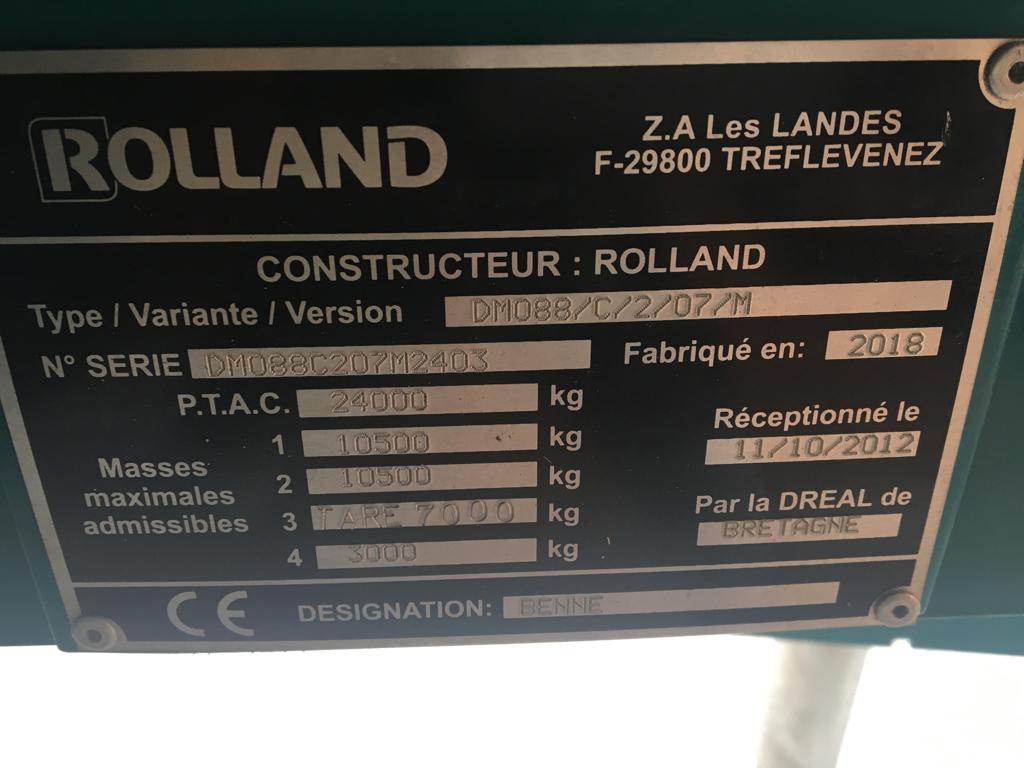 ROLLAND
Z.A Les LANDES
F-29800 TREFLEVENEZ
CONSTRUCTEUR : ROLLAND
Type / Variante / Version DM088/C/2/07/M
N° SERIE DM088C207M2403 Fabriqué en: 2018
P.T.A.C. 24000 kg
Masses maximales admissibles
1 10500 kg
2 10500 kg
3 TARE 7000 kg
4 3000 kg
Réceptionné le
11/10/2012
Par la DREAL de
BRETAGNE
CE DESIGNATION: BENNE